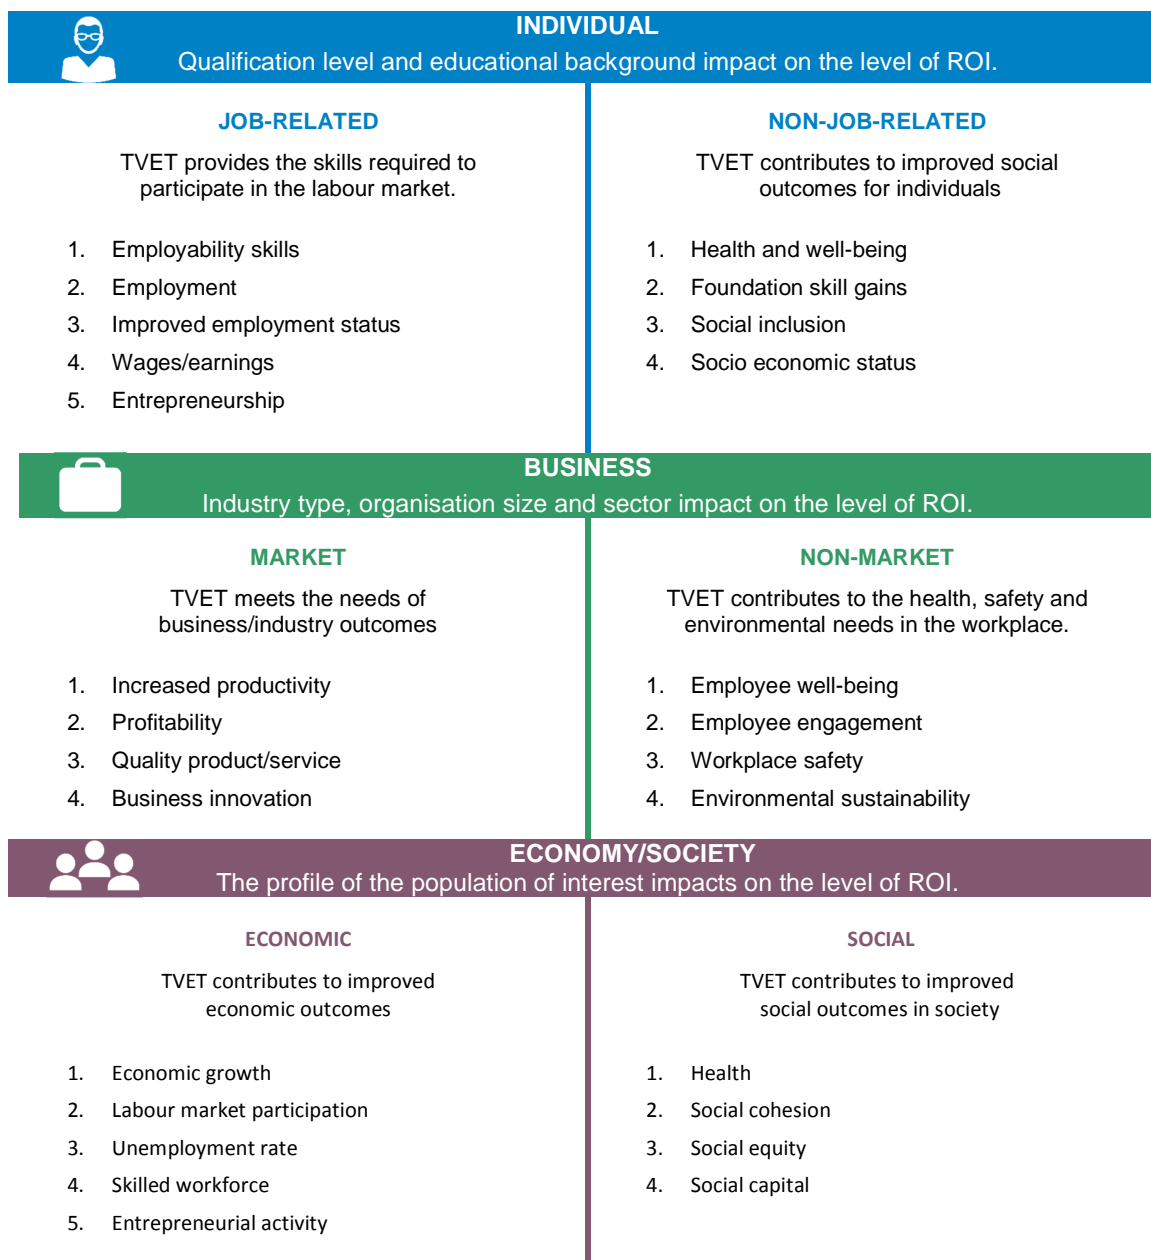 INDIVIDUAL
Qualification level and educational background impact on the level of ROI.
JOB-RELATED
TVET provides the skills required to
participate in the labour market.
1. Employability skills
2. Employment
3. Improved employment status
4. Wages/earnings
5. Entrepreneurship
NON-JOB-RELATED
TVET contributes to improved social
outcomes for individuals
1. Health and well-being
2. Foundation skill gains
3. Social inclusion
4. Socio economic status
BUSINESS
Industry type, organisation size and sector impact on the level of ROI.
MARKET
TVET meets the needs of
business/industry outcomes
1. Increased productivity
2. Profitability
3. Quality product/service
4. Business innovation
NON-MARKET
TVET contributes to the health, safety and
environmental needs in the workplace.
1. Employee well-being
2. Employee engagement
3. Workplace safety
4. Environmental sustainability
ECONOMY/SOCIETY
The profile of the population of interest impacts on the level of ROI.
ECONOMIC
TVET contributes to improved
economic outcomes
1. Economic growth
2. Labour market participation
3. Unemployment rate
4. Skilled workforce
5. Entrepreneurial activity
SOCIAL
TVET contributes to improved
social outcomes in society
1. Health
2. Social cohesion
3. Social equity
4. Social capital